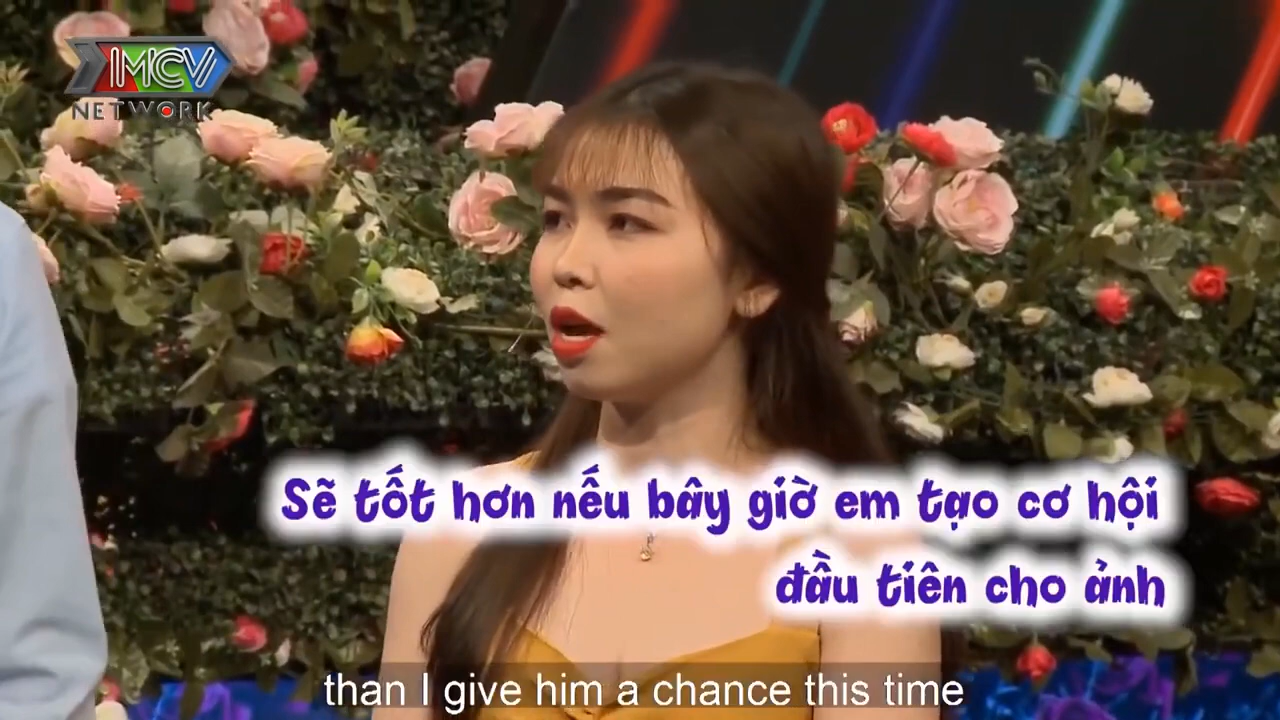 MCV
NETWORK
Sẽ tốt hơn nếu bây giờ em tạo cơ hội
đầu tiên cho ảnh
than I give him a chance this time